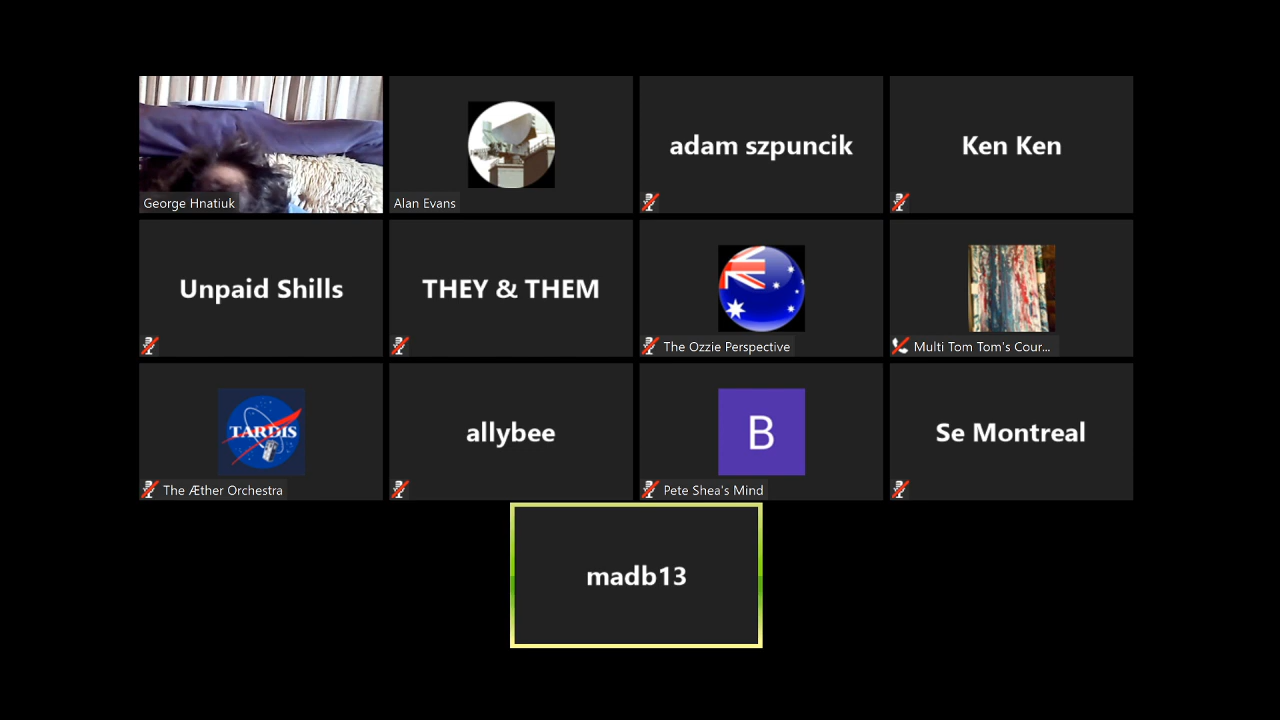 George Hnatiuk
Alan Evans
adam szpuncik
Ken Ken
Unpaid Shills
THEY & THEM
The Ozzie Perspective
Multi Tom Tom's Cour...
TARDIS
The Æther Orchestra
allybee
B
Pete Shea's Mind
Se Montreal
madb13